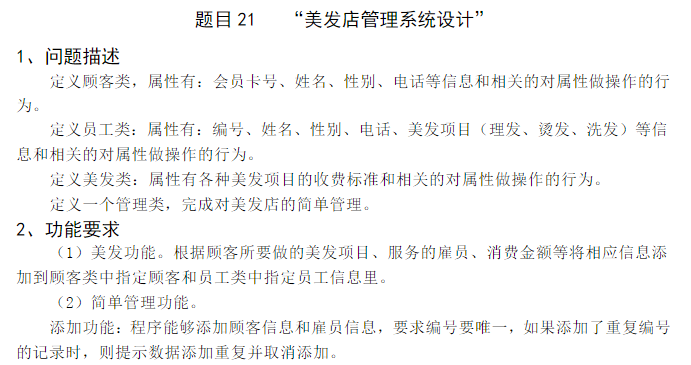 题目21 “美发店管理系统设计”
1、问题描述
定义顾客类，属性有：会员卡号、姓名、性别、电话等信息和相关的对属性做操作的行
为。
定义员工类：属性有：编号、姓名、性别、电话、美发项目（理发、烫发、洗发）等信
息和相关的对属性做操作的行为。
定义美发类：属性有各种美发项目的收费标准和相关的对属性做操作的行为。
定义一个管理类，完成对美发店的简单管理。
2、功能要求
（1）美发功能。根据顾客所要做的美发项目、服务的雇员、消费金额等将相应信息添
加到顾客类中指定顾客和员工类中指定员工信息里。
（2）简单管理功能。
添加功能：程序能够添加顾客信息和雇员信息，要求编号要唯一，如果添加了重复编号
的记录时，则提示数据添加重复并取消添加。